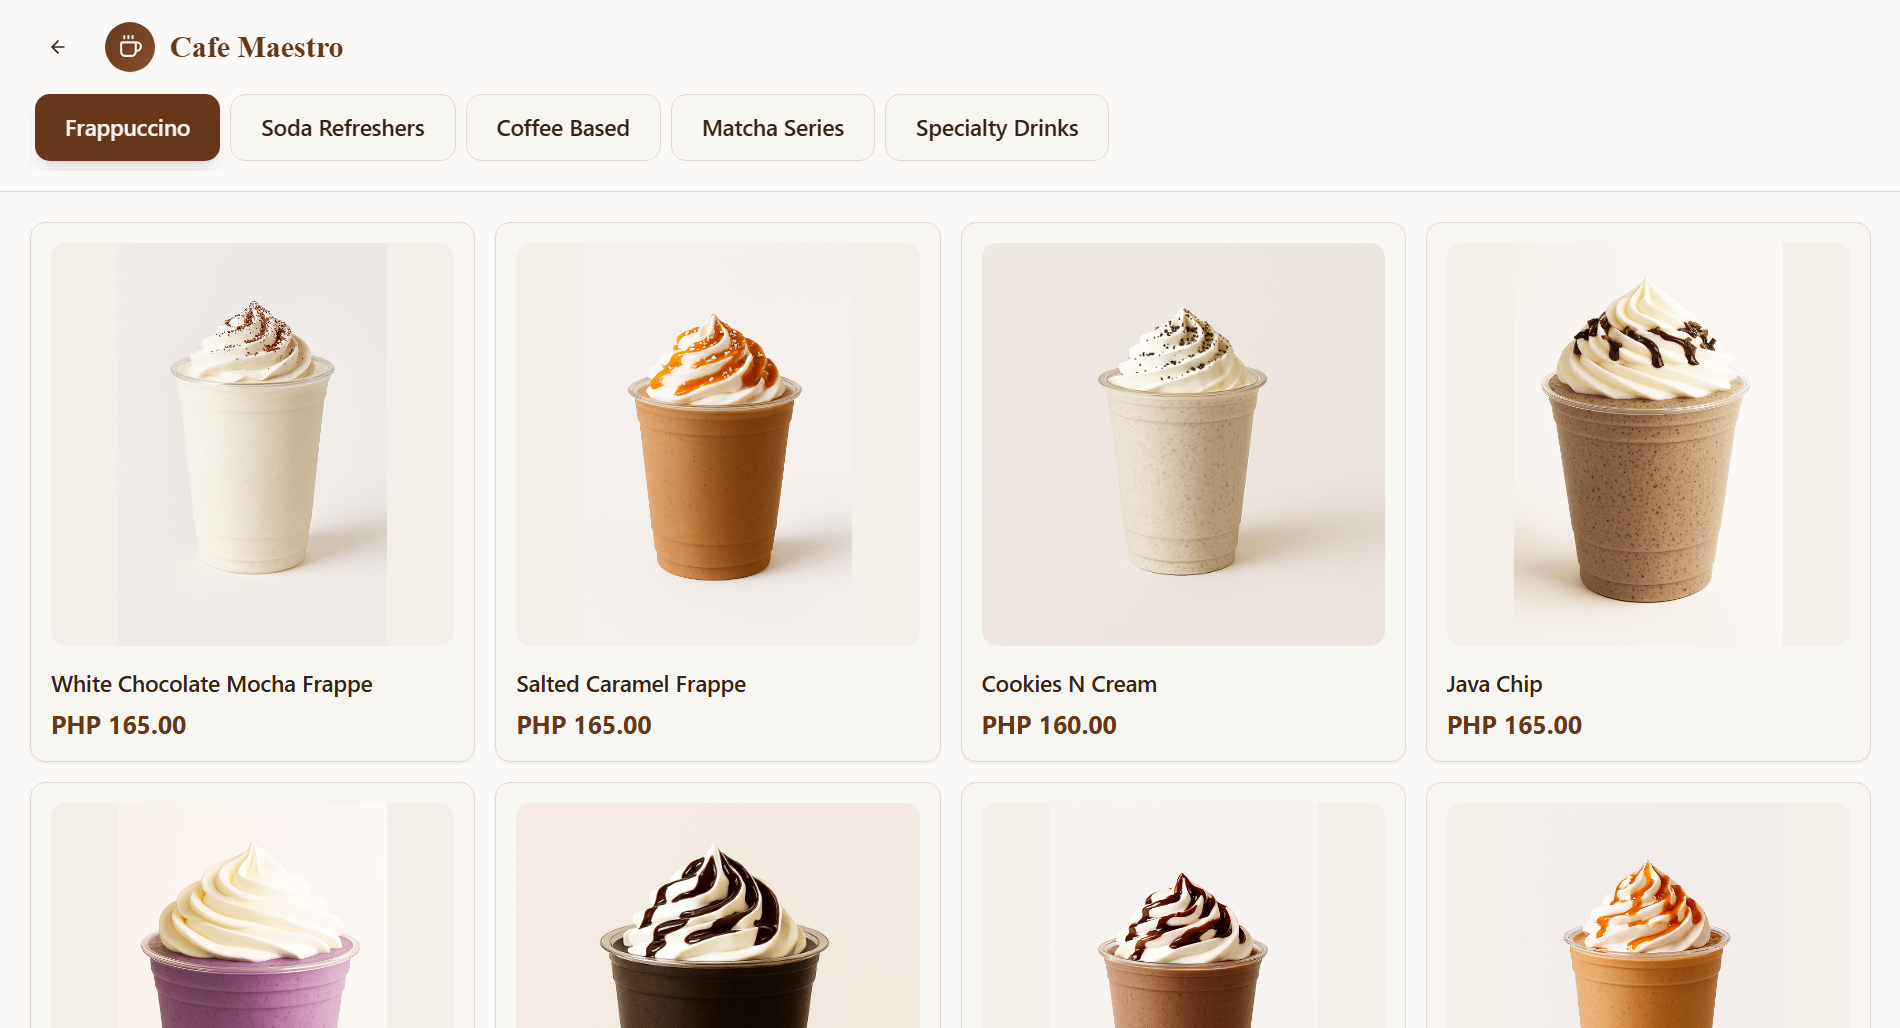 Cafe Maestro
Frappuccino
Soda Refreshers
Coffee Based
Matcha Series
Specialty Drinks
White Chocolate Mocha Frappe
PHP 165.00
Salted Caramel Frappe
PHP 165.00
Cookies N Cream
PHP 160.00
Java Chip
PHP 165.00